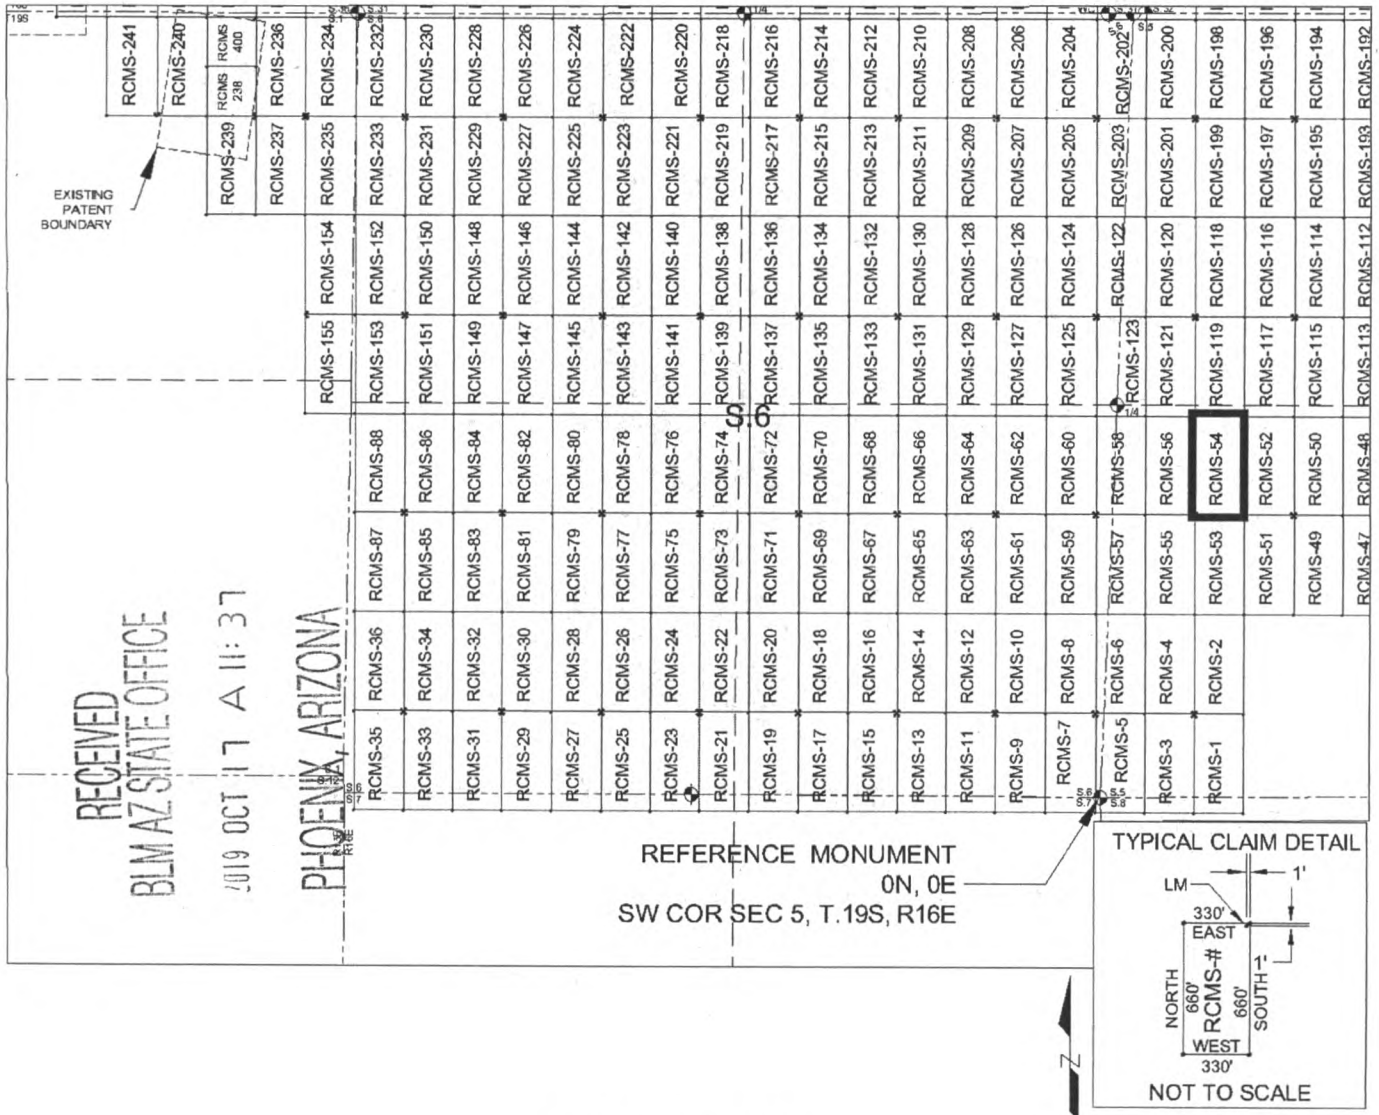 19S
S.1 S.6
1/4
S.6 S.5
RCMS-241 RCMS-240 RCMS 400 RCMS-236 RCMS-234 RCMS-232 RCMS-230 RCMS-228 RCMS-226 RCMS-224 RCMS-222 RCMS-220 RCMS-218 RCMS-216 RCMS-214 RCMS-212 RCMS-210 RCMS-208 RCMS-206 RCMS-204 RCMS-202 RCMS-200 RCMS-198 RCMS-196 RCMS-194 RCMS-192
RCMS 238
RCMS-239 RCMS-237 RCMS-235 RCMS-233 RCMS-231 RCMS-229 RCMS-227 RCMS-225 RCMS-223 RCMS-221 RCMS-219 RCMS-217 RCMS-215 RCMS-213 RCMS-211 RCMS-209 RCMS-207 RCMS-205 RCMS-203 RCMS-201 RCMS-199 RCMS-197 RCMS-195 RCMS-193
EXISTING
PATENT
BOUNDARY
RCMS-154 RCMS-152 RCMS-150 RCMS-148 RCMS-146 RCMS-144 RCMS-142 RCMS-140 RCMS-138 RCMS-136 RCMS-134 RCMS-132 RCMS-130 RCMS-128 RCMS-126 RCMS-124 RCMS-122 RCMS-120 RCMS-118 RCMS-116 RCMS-114 RCMS-112
RCMS-155 RCMS-153 RCMS-151 RCMS-149 RCMS-147 RCMS-145 RCMS-143 RCMS-141 RCMS-139 RCMS-137 RCMS-135 RCMS-133 RCMS-131 RCMS-129 RCMS-127 RCMS-125 RCMS-123 RCMS-121 RCMS-119 RCMS-117 RCMS-115 RCMS-113
S.6
1/4
RCMS-88 RCMS-86 RCMS-84 RCMS-82 RCMS-80 RCMS-78 RCMS-76 RCMS-74 RCMS-72 RCMS-70 RCMS-68 RCMS-66 RCMS-64 RCMS-62 RCMS-60 RCMS-58 RCMS-56 RCMS-54 RCMS-52 RCMS-50 RCMS-48
RCMS-87 RCMS-85 RCMS-83 RCMS-81 RCMS-79 RCMS-77 RCMS-75 RCMS-73 RCMS-71 RCMS-69 RCMS-67 RCMS-65 RCMS-63 RCMS-61 RCMS-59 RCMS-57 RCMS-55 RCMS-53 RCMS-51 RCMS-49 RCMS-47
RCMS-36 RCMS-34 RCMS-32 RCMS-30 RCMS-28 RCMS-26 RCMS-24 RCMS-22 RCMS-20 RCMS-18 RCMS-16 RCMS-14 RCMS-12 RCMS-10 RCMS-8 RCMS-6 RCMS-4 RCMS-2
RCMS-35 RCMS-33 RCMS-31 RCMS-29 RCMS-27 RCMS-25 RCMS-23 RCMS-21 RCMS-19 RCMS-17 RCMS-15 RCMS-13 RCMS-11 RCMS-9 RCMS-7 RCMS-5 RCMS-3 RCMS-1
RECEIVED
BLM AZ STATE OFFICE
2019 OCT 17 A 11:37
PHOENIX, ARIZONA
S.12
S.6
S.7
R16E
S.6 S.5
S.7 S.8
REFERENCE MONUMENT
0N, 0E
SW COR SEC 5, T.19S, R16E
TYPICAL CLAIM DETAIL
1'
LM
330'
EAST
NORTH
660'
RCMS-#
660'
SOUTH
1'
WEST
330'
NOT TO SCALE
N